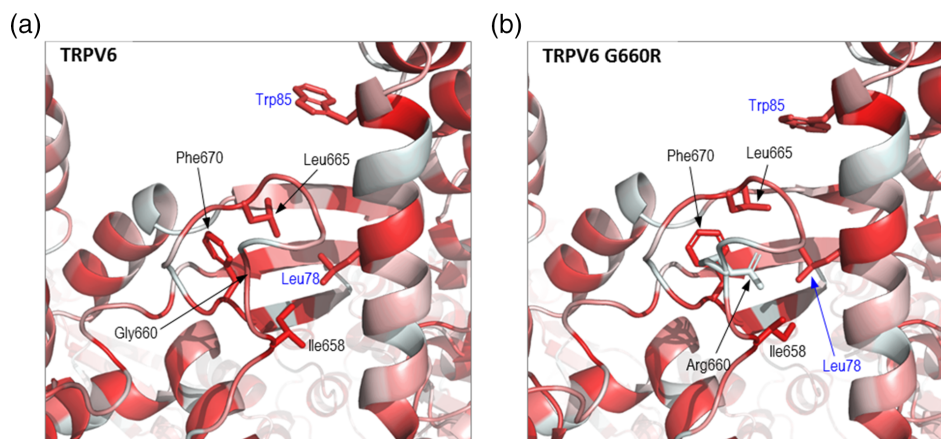 (a)
TRPV6
Trp85
Phe670
Leu665
Leu78
Gly660
Ile658
(b)
TRPV6 G660R
Trp85
Phe670
Leu665
Arg660
Ile658
Leu78